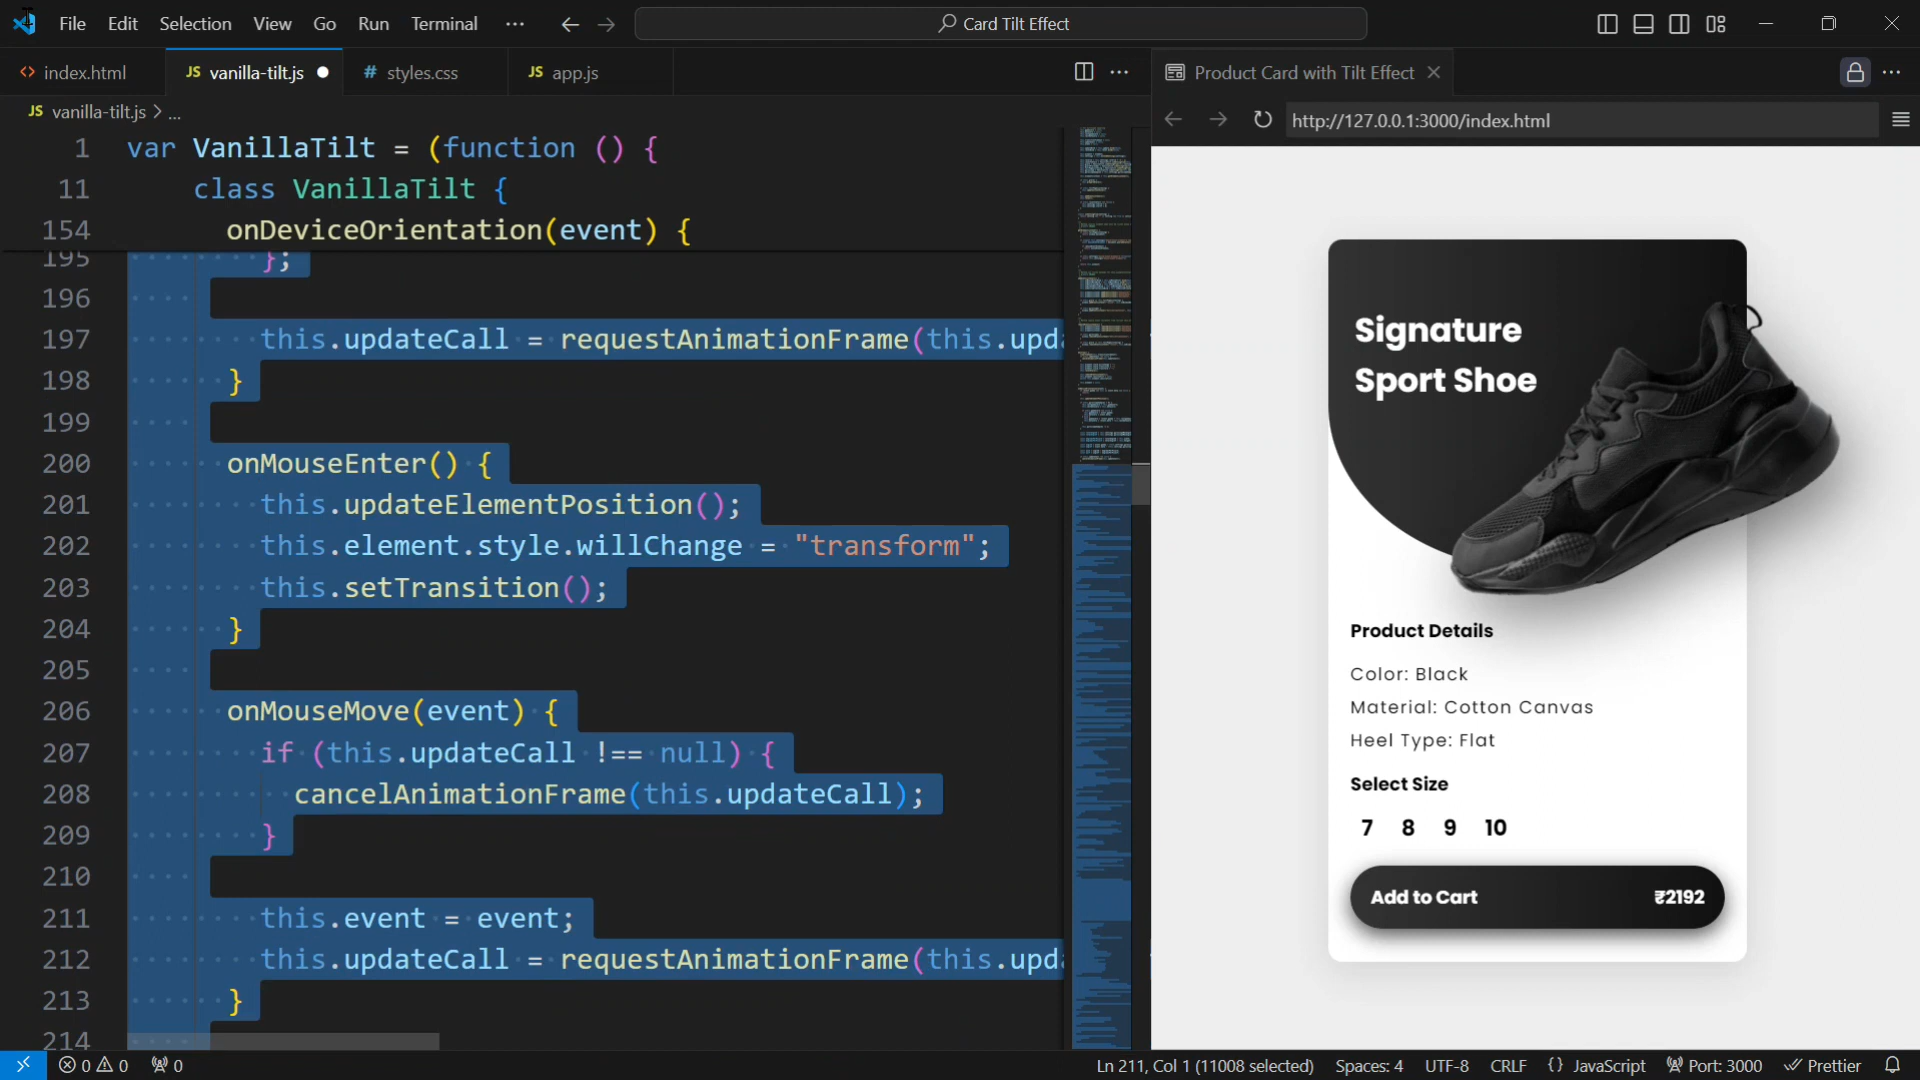 File Edit Selection View Go Run Terminal ··· Card Tilt Effect
index.html JS vanilla-tilt.js # styles.css JS app.js ··· Product Card with Tilt Effect ···
JS vanilla-tilt.js > ... http://127.0.0.1:3000/index.html
1 var VanillaTilt = (function () {
11 class VanillaTilt {
154 onDeviceOrientation(event) {
195 };
196
197 this.updateCall = requestAnimationFrame(this.upda
198 }
199
200 onMouseEnter() {
201 this.updateElementPosition();
202 this.element.style.willChange = "transform";
203 this.setTransition();
204 }
205
206 onMouseMove(event) {
207 if (this.updateCall !== null) {
208 cancelAnimationFrame(this.updateCall);
209 }
210
211 this.event = event;
212 this.updateCall = requestAnimationFrame(this.upda
213 }
214
Signature
Sport Shoe
Product Details
Color: Black
Material: Cotton Canvas
Heel Type: Flat
Select Size
7 8 9 10
Add to Cart ₹2192
0 0 0 Ln 211, Col 1 (11008 selected) Spaces: 4 UTF-8 CRLF {} JavaScript Port: 3000 Prettier